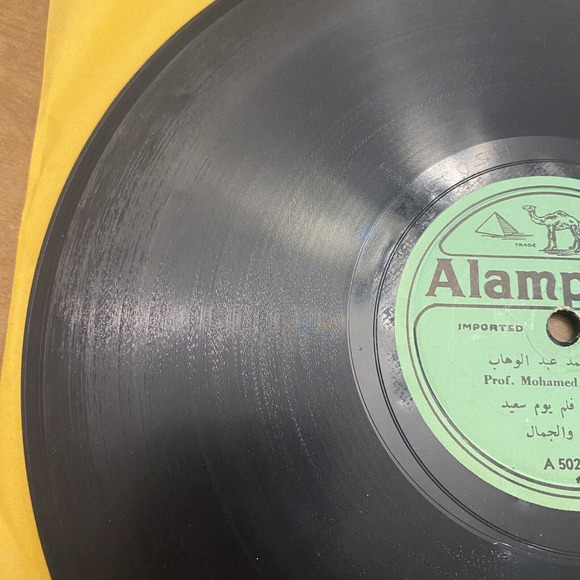 TRADE
Alamp
IMPORTED
عبد الوهاب
Prof. Mohamed
فلم يوم سعيد
والجمال
A 502